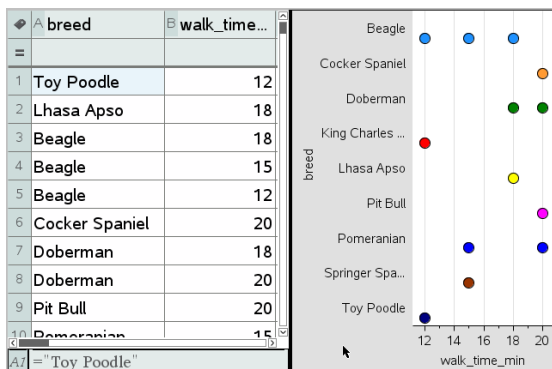 A breed B walk_time...
=
1 Toy Poodle 12
2 Lhasa Apso 18
3 Beagle 18
4 Beagle 15
5 Beagle 12
6 Cocker Spaniel 20
7 Doberman 18
8 Doberman 20
9 Pit Bull 20
10 Pomeranian 15
A1 ="Toy Poodle"
breed
Beagle
Cocker Spaniel
Doberman
King Charles ...
Lhasa Apso
Pit Bull
Pomeranian
Springer Spa...
Toy Poodle
12 14 16 18 20
walk_time_min